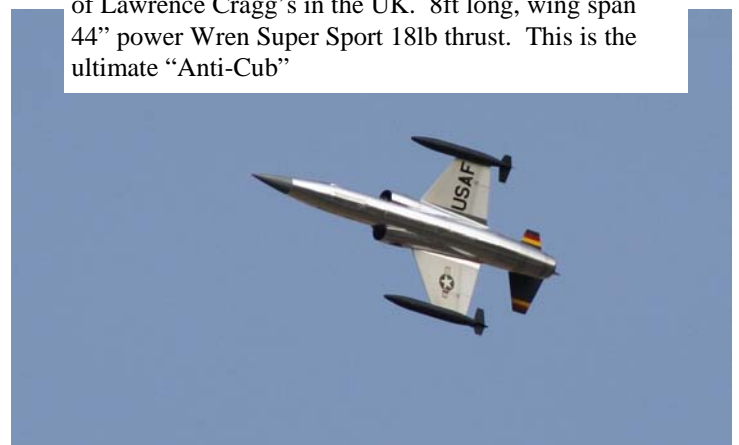 of Lawrence Cragg's in the UK.  8ft long, wing span
44” power Wren Super Sport 18lb thrust.  This is the
ultimate “Anti-Cub”
USAF